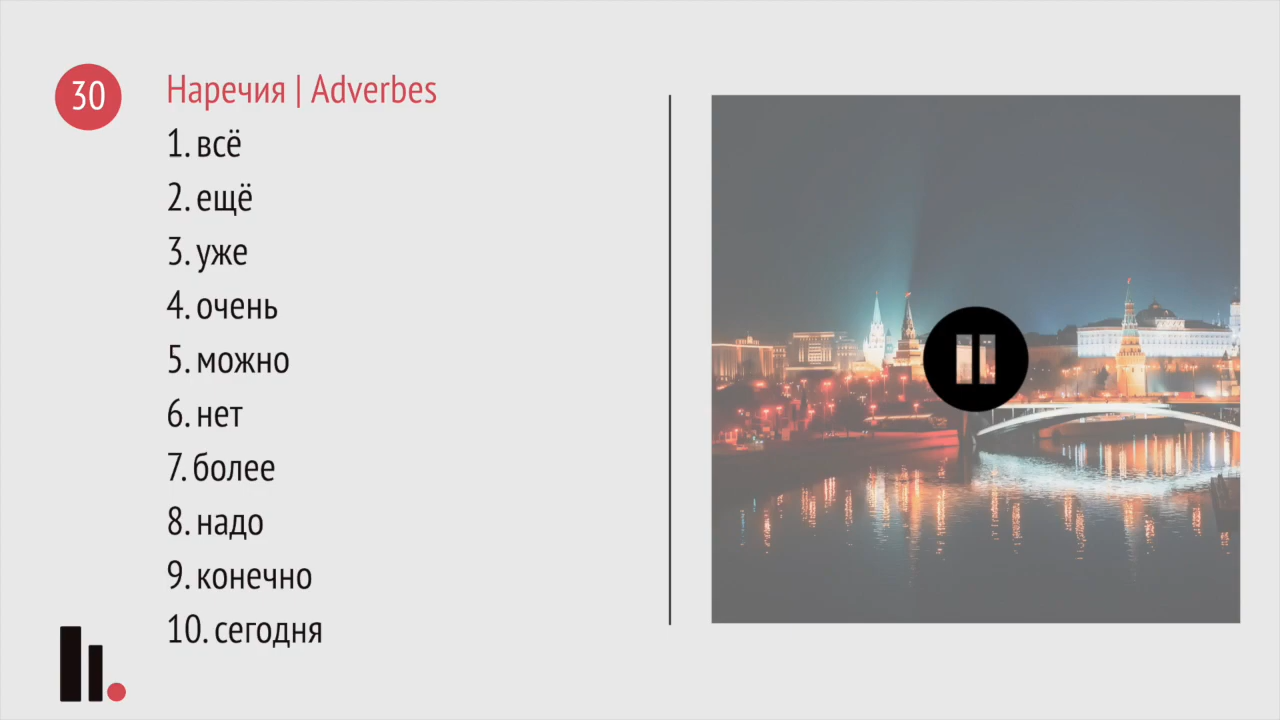 30
Наречия | Adverbes
1. всё
2. ещё
3. уже
4. очень
5. можно
6. нет
7. более
8. надо
9. конечно
10. сегодня